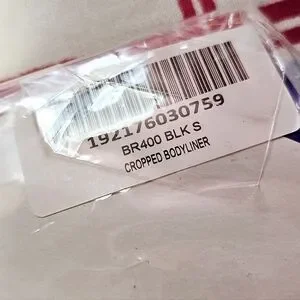 192176030759
BR400 BLK S
CROPPED BODYLINER